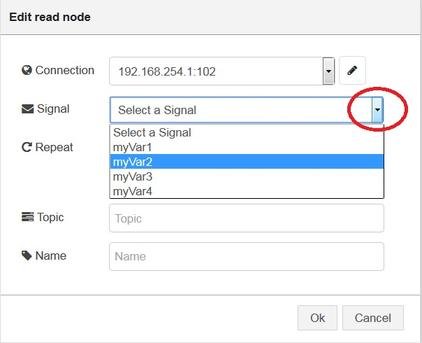 Edit read node
Connection 192.168.254.1:102
Signal Select a Signal
Select a Signal
myVar1
Repeat
myVar2
myVar3
myVar4
Topic Topic
Name Name
Ok Cancel